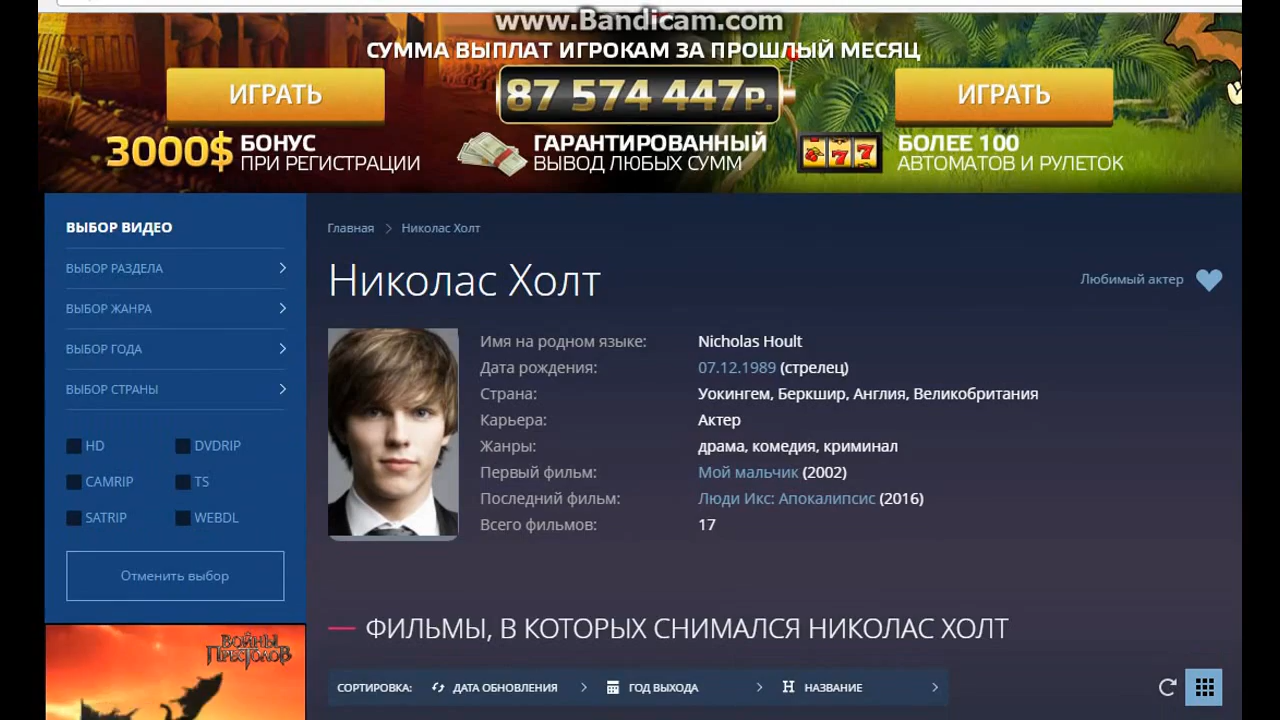 www.Bandicam.com
СУММА ВЫПЛАТ ИГРОКАМ ЗА ПРОШЛЫЙ МЕСЯЦ
ИГРАТЬ
87 574 447р.
ИГРАТЬ
3000$ БОНУС ПРИ РЕГИСТРАЦИИ
ГАРАНТИРОВАННЫЙ ВЫВОД ЛЮБЫХ СУММ
БОЛЕЕ 100 АВТОМАТОВ И РУЛЕТОК
ВЫБОР ВИДЕО
ВЫБОР РАЗДЕЛА
ВЫБОР ЖАНРА
ВЫБОР ГОДА
ВЫБОР СТРАНЫ
HD DVDRIP
CAMRIP TS
SATRIP WEBDL
Отменить выбор
ВОЙНЫ ПРЕСТОЛОВ
Главная > Николас Холт
Николас Холт
Любимый актер
Имя на родном языке: Nicholas Hoult
Дата рождения: 07.12.1989 (стрелец)
Страна: Уокингем, Беркшир, Англия, Великобритания
Карьера: Актер
Жанры: драма, комедия, криминал
Первый фильм: Мой мальчик (2002)
Последний фильм: Люди Икс: Апокалипсис (2016)
Всего фильмов: 17
ФИЛЬМЫ, В КОТОРЫХ СНИМАЛСЯ НИКОЛАС ХОЛТ
СОРТИРОВКА: ДАТА ОБНОВЛЕНИЯ > ГОД ВЫХОДА > Н НАЗВАНИЕ >